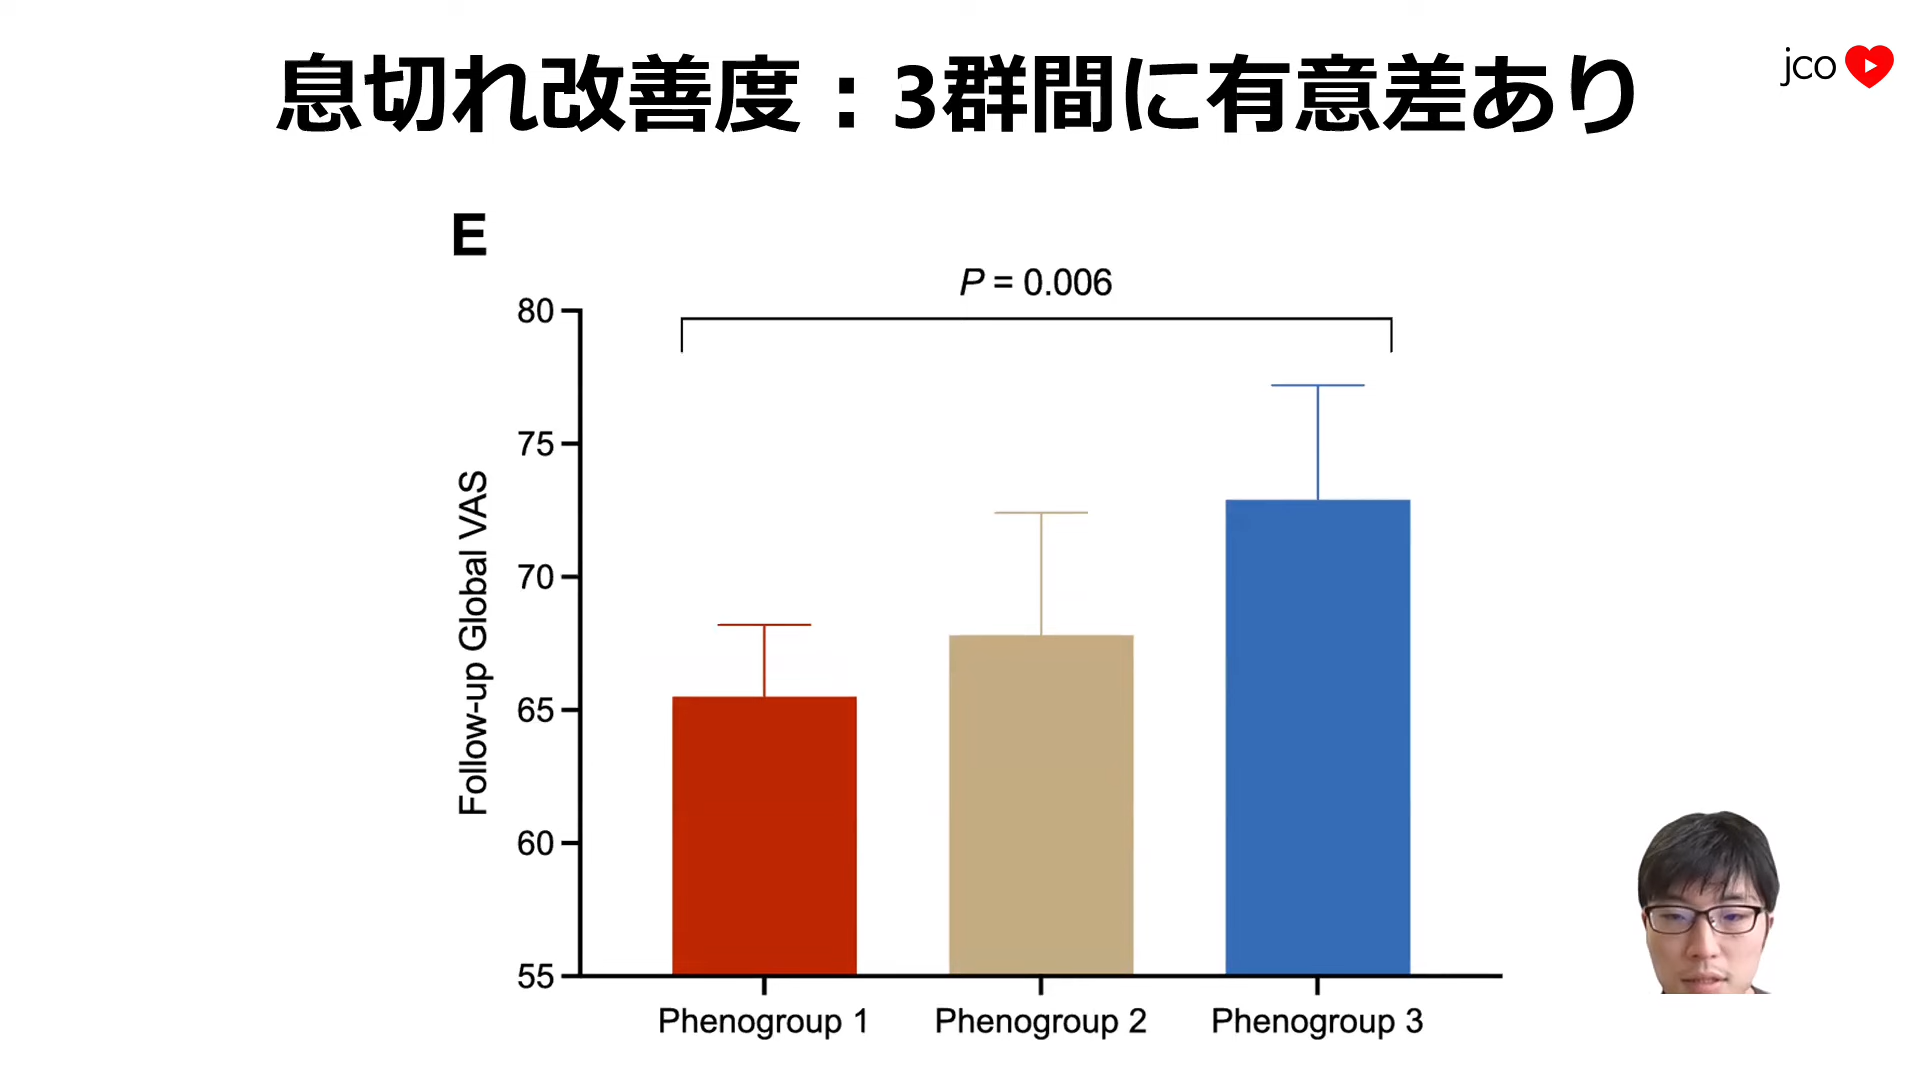 息切れ改善度：3群間に有意差あり
jco
E
P = 0.006
80
75
70
65
60
55
Follow-up Global VAS
Phenogroup 1
Phenogroup 2
Phenogroup 3